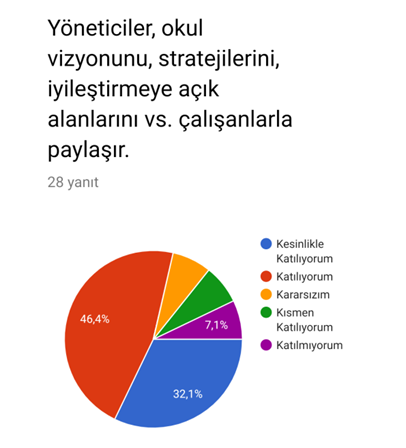 Yöneticiler, okul
vizyonunu, stratejilerini,
iyileştirmeye açık
alanlarını vs. çalışanlarla
paylaşır.
28 yanıt
Kesinlikle
Katılıyorum
Katılıyorum
Kararsızım
Kısmen
Katılıyorum
Katılmıyorum
46,4%
7,1%
32,1%